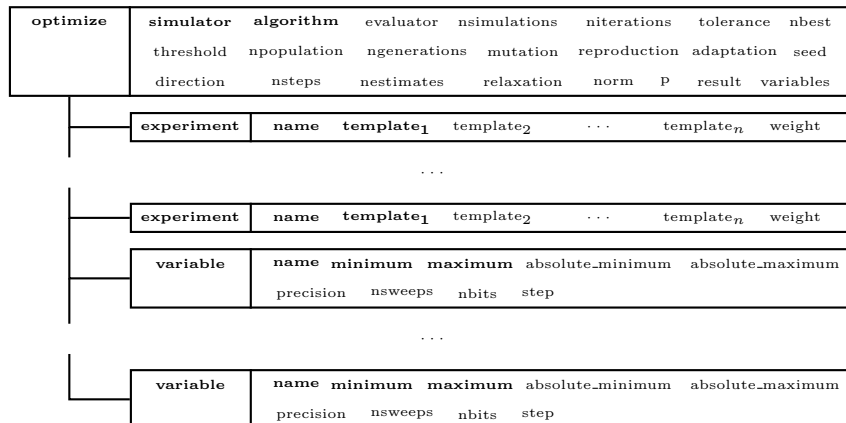 optimize simulator algorithm evaluator nsimulations niterations tolerance nbest
threshold npopulation ngenerations mutation reproduction adaptation seed
direction nsteps nestimates relaxation norm p result variables
experiment name template₁ template₂ ··· templateₙ weight
...
experiment name template₁ template₂ ··· templateₙ weight
variable name minimum maximum absolute_minimum absolute_maximum
precision nsweeps nbits step
...
variable name minimum maximum absolute_minimum absolute_maximum
precision nsweeps nbits step